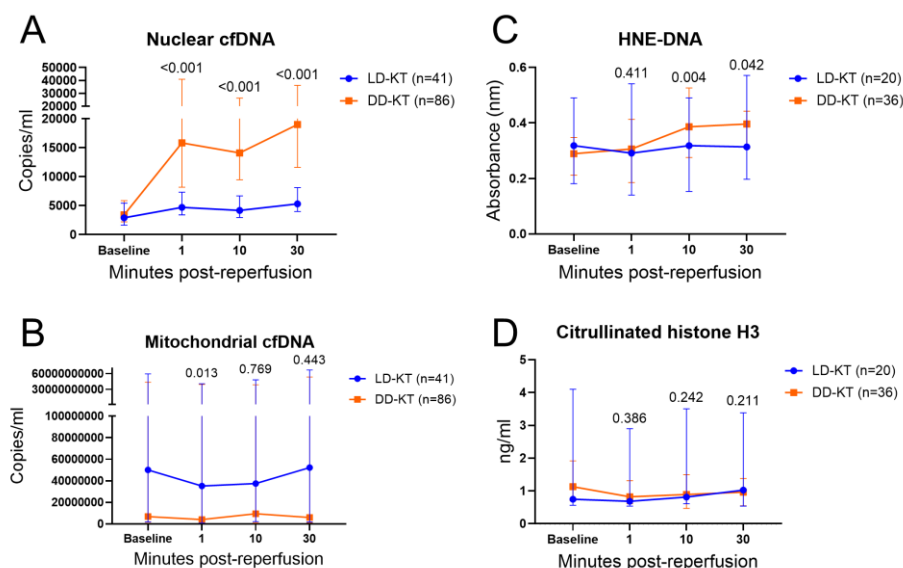 A
Nuclear cfDNA
50000
40000
30000
20000
20000
15000
10000
5000
0
Copies/ml
<0.001
<0.001
<0.001
LD-KT (n=41)
DD-KT (n=86)
Baseline 1 10 30
Minutes post-reperfusion
C
HNE-DNA
0.6
0.4
0.2
0.0
Absorbance (nm)
0.411
0.004
0.042
LD-KT (n=20)
DD-KT (n=36)
Baseline 1 10 30
Minutes post-reperfusion
B
Mitochondrial cfDNA
60000000000
30000000000
100000000
80000000
60000000
40000000
20000000
0
Copies/ml
0.013
0.769
0.443
LD-KT (n=41)
DD-KT (n=86)
Baseline 1 10 30
Minutes post-reperfusion
D
Citrullinated histone H3
5
4
3
2
1
0
ng/ml
0.386
0.242
0.211
LD-KT (n=20)
DD-KT (n=36)
Baseline 1 10 30
Minutes post-reperfusion